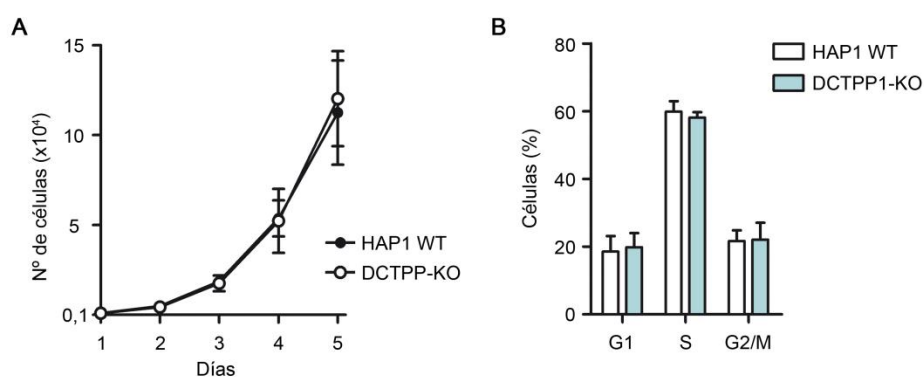 A
Nº de células (x10⁴)
15
10
5
0,1
1 2 3 4 5
Días
HAP1 WT
DCTPP-KO
B
Células (%)
80
60
40
20
0
G1 S G2/M
HAP1 WT
DCTPP1-KO